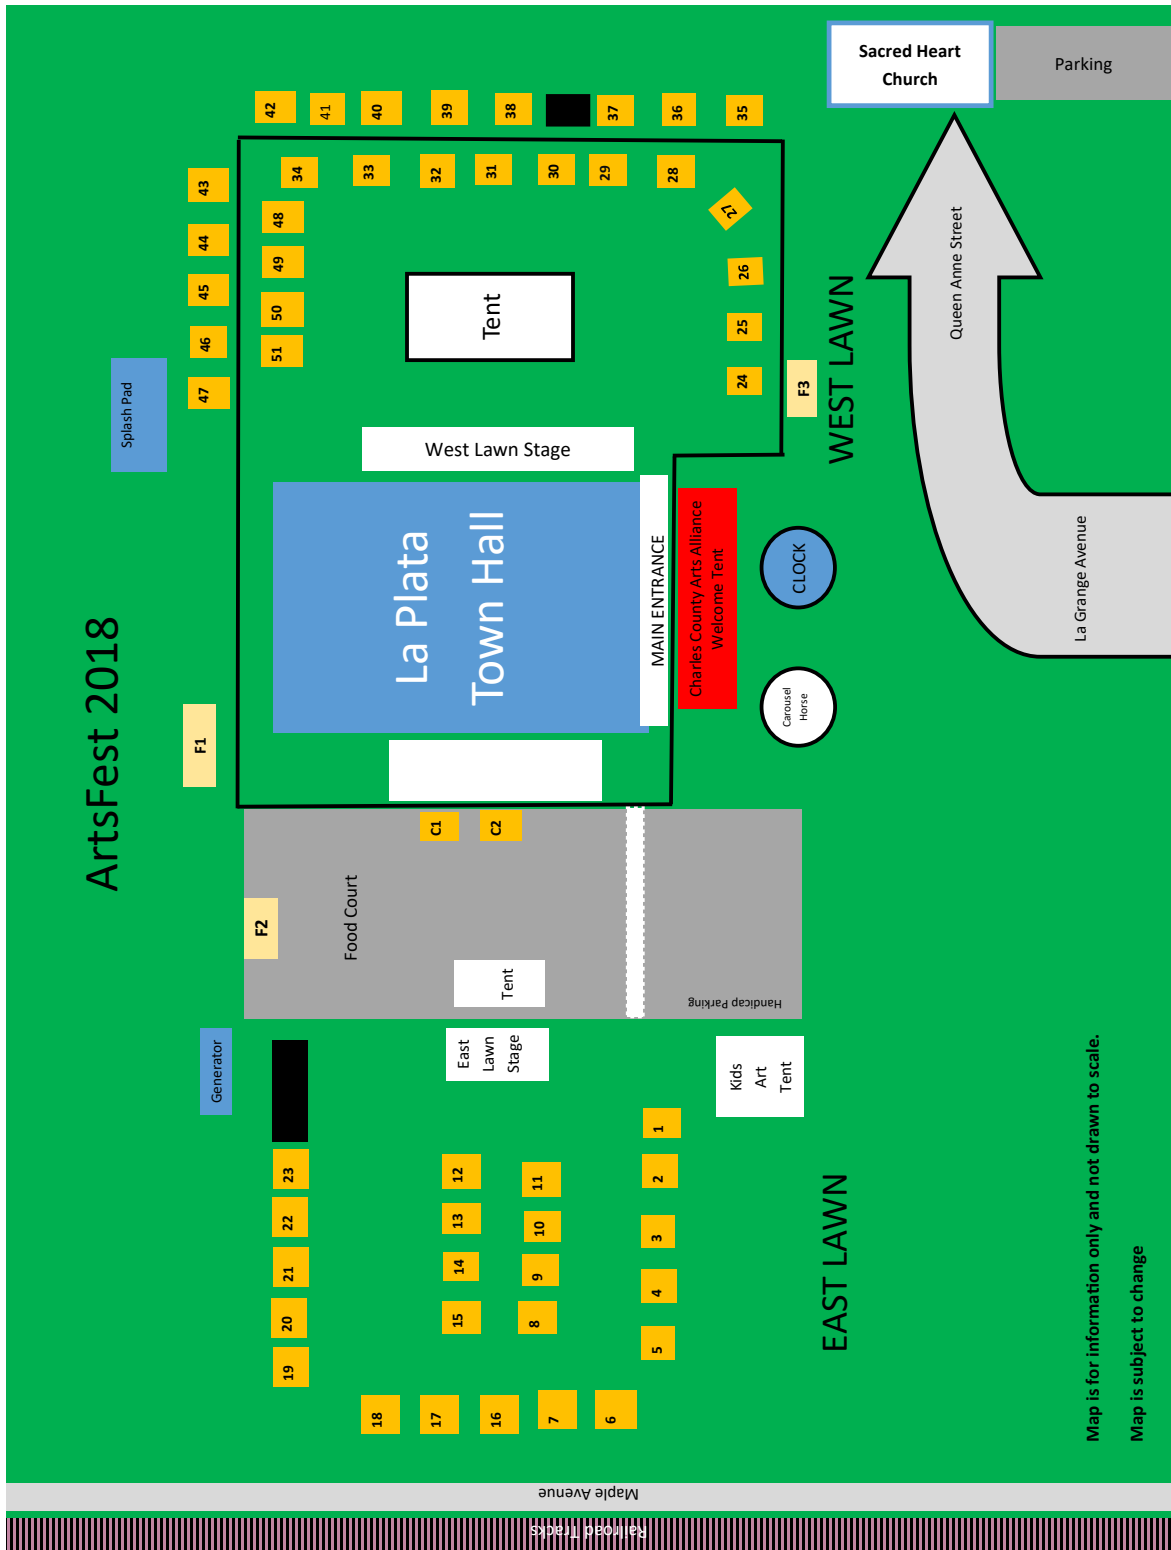 ArtsFest 2018
Sacred Heart
Church
Parking
Queen Anne Street
La Grange Avenue
WEST LAWN
42
41
40
39
38
37
36
35
34
33
32
31
30
29
28
27
26
25
24
43
44
45
46
47
48
49
50
51
Splash Pad
Tent
West Lawn Stage
F3
La Plata
Town Hall
MAIN ENTRANCE
Charles County Arts Alliance
Welcome Tent
CLOCK
Carousel
Horse
F1
C1
C2
F2
Food Court
Tent
Handicap Parking
Generator
East
Lawn
Stage
Kids
Art
Tent
EAST LAWN
23
22
21
20
19
12
13
14
15
11
10
9
8
1
2
3
4
5
18
17
16
7
6
Map is for information only and not drawn to scale.
Map is subject to change
Maple Avenue
Railroad Tracks